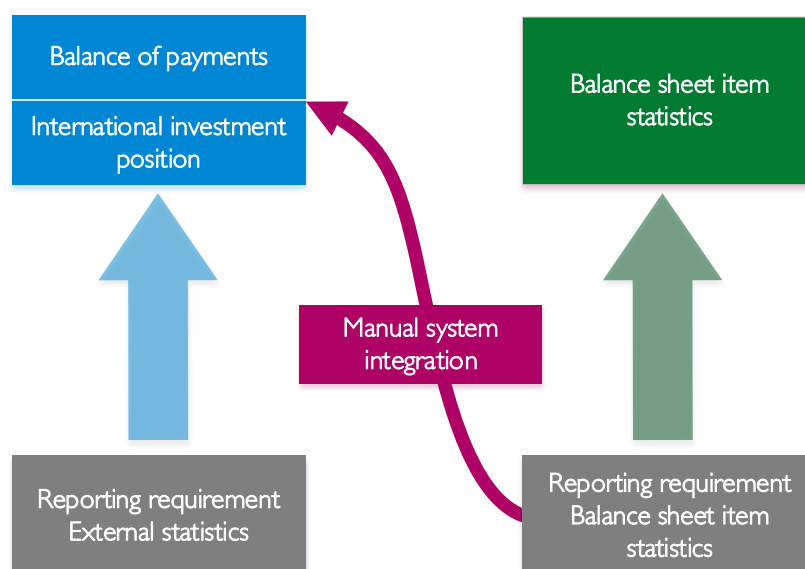 Balance of payments
International investment
position
Balance sheet item
statistics
Manual system
integration
Reporting requirement
External statistics
Reporting requirement
Balance sheet item
statistics